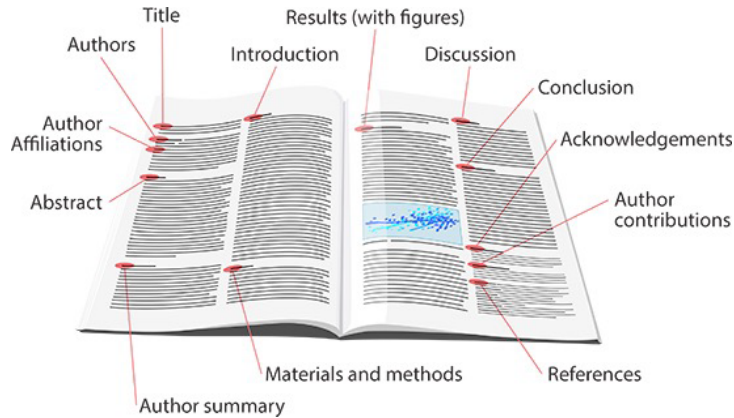 Title
Results (with figures)
Authors
Introduction
Discussion
Conclusion
Author
Affiliations
Acknowledgements
Abstract
Author
contributions
Materials and methods
References
Author summary